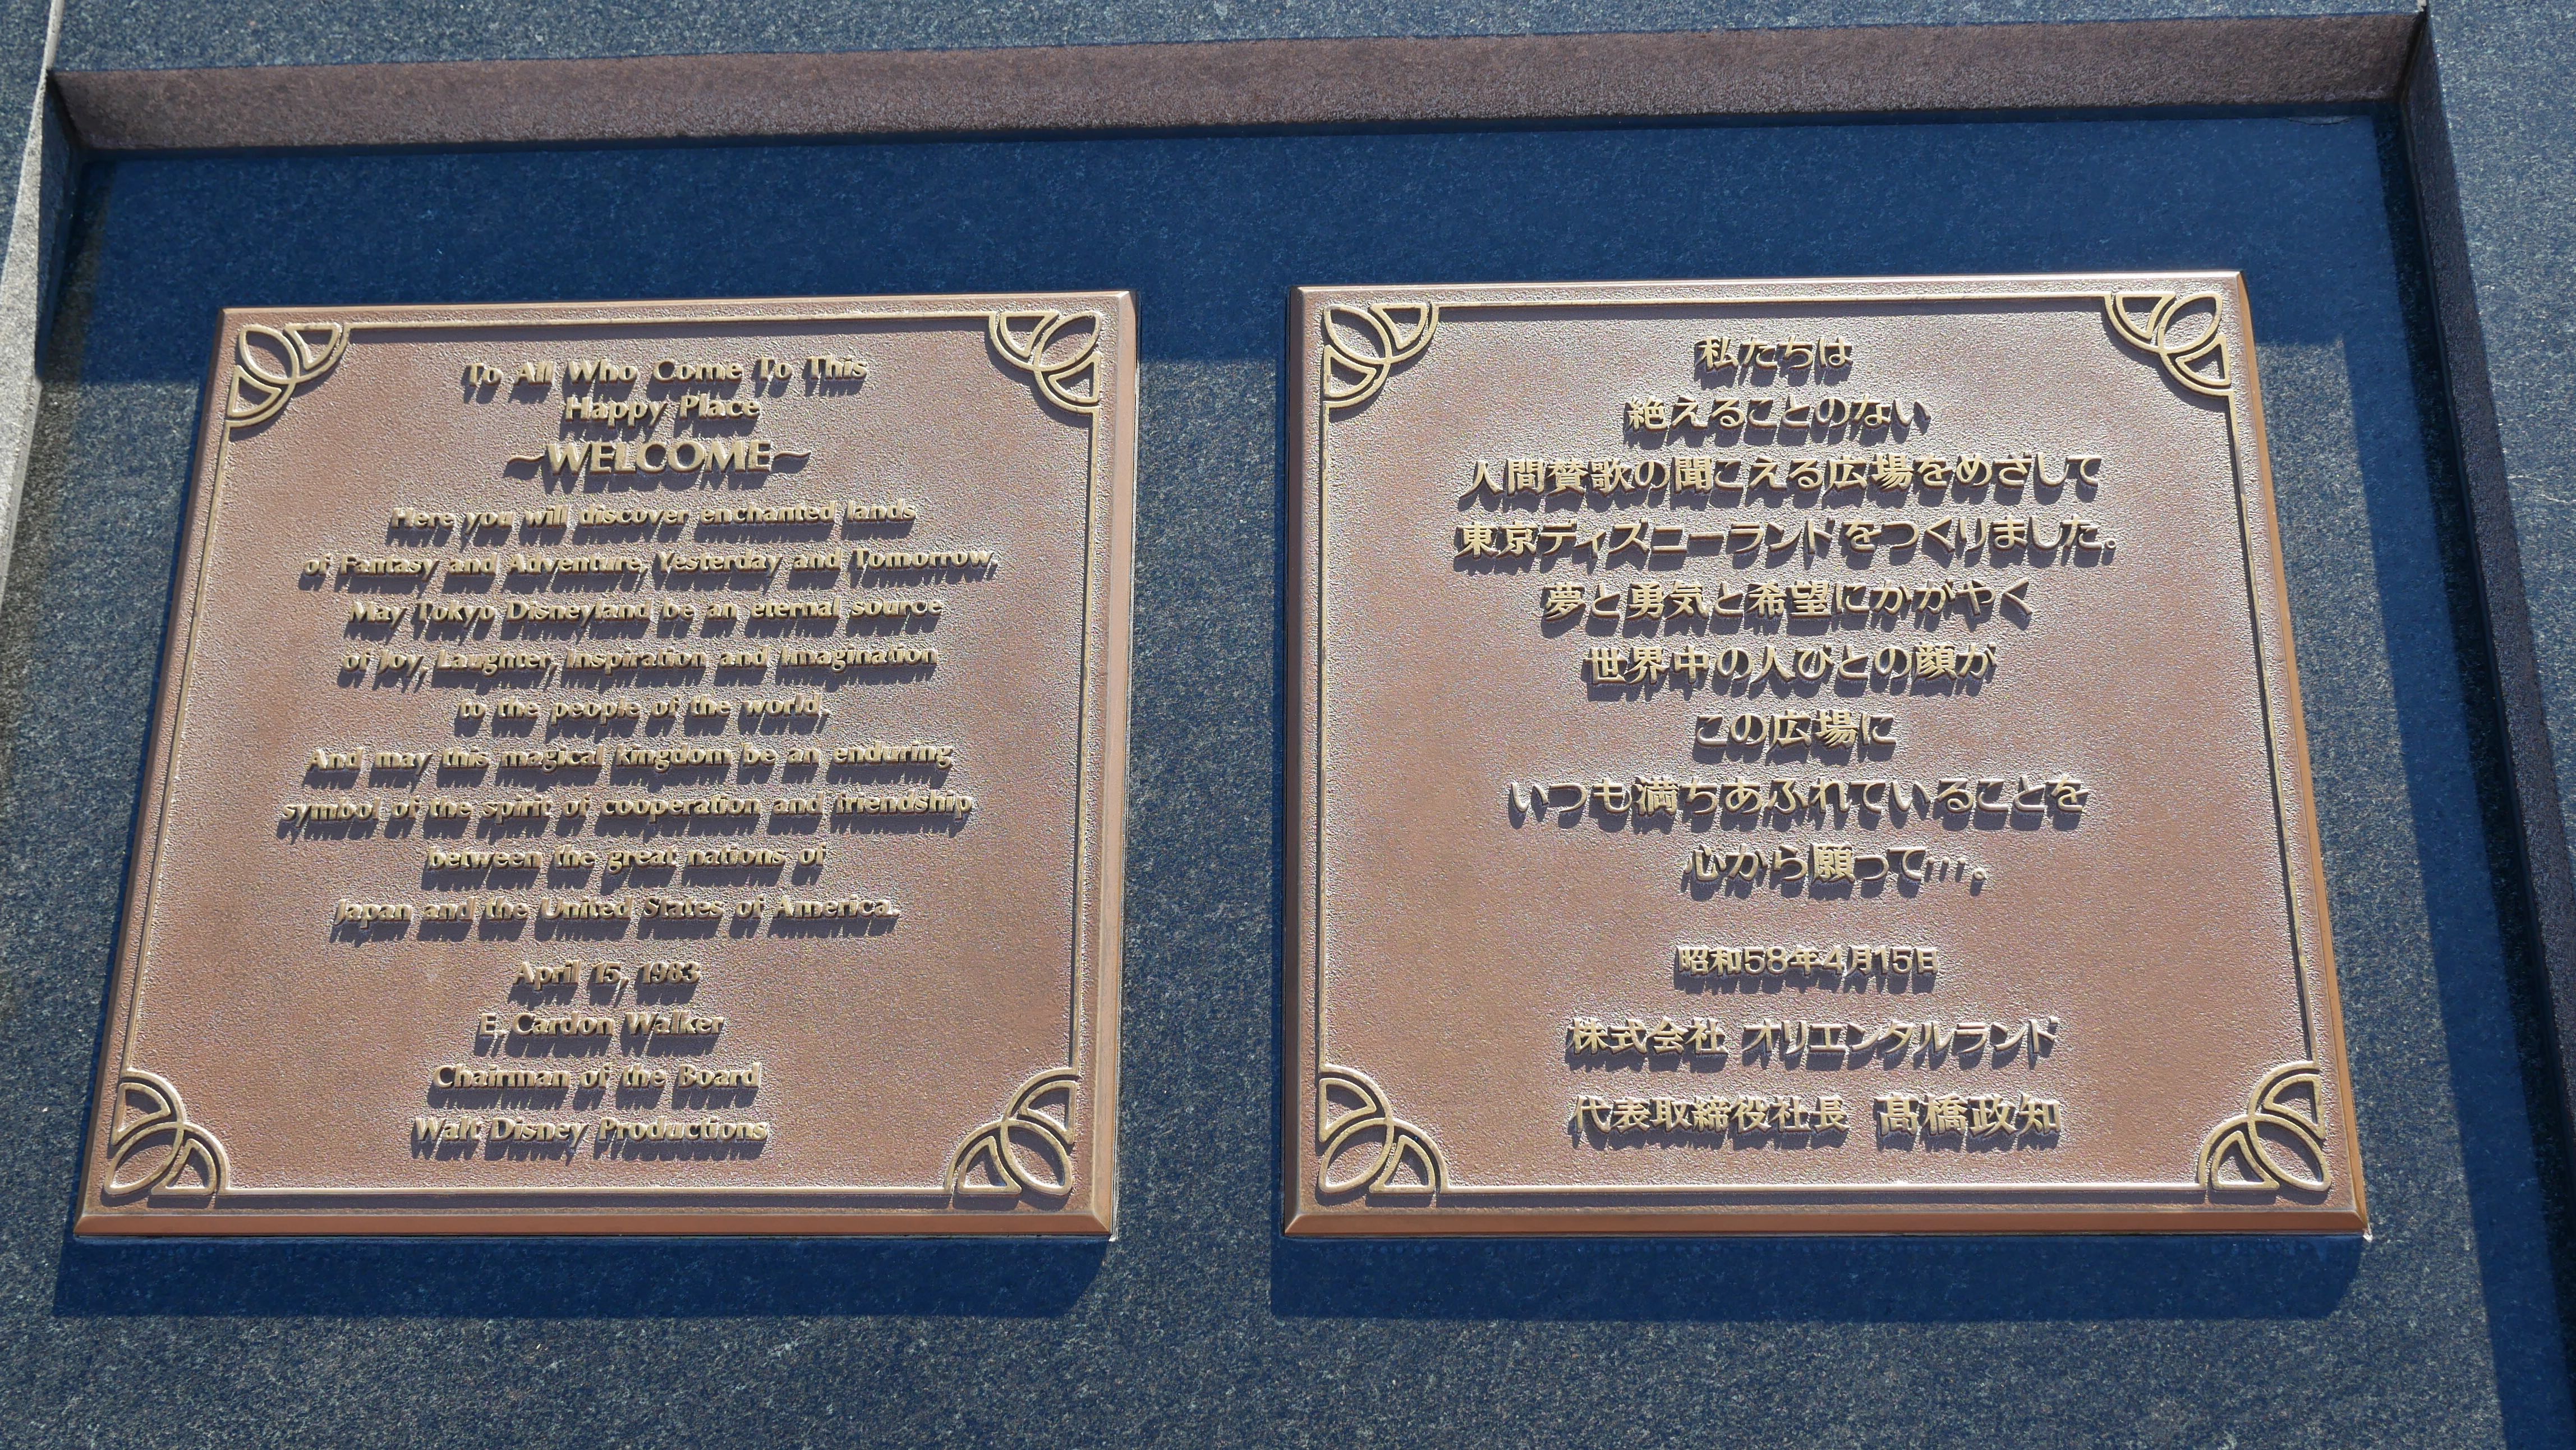 To All Who Come To This
Happy Place
~WELCOME~
Here you will discover enchanted lands
of Fantasy and Adventure, Yesterday and Tomorrow.
May Tokyo Disneyland be an eternal source
of Joy, Laughter, Inspiration and Imagination
to the people of the world.
And may this magical kingdom be an enduring
symbol of the spirit of cooperation and friendship
between the great nations of
Japan and the United States of America.
April 15, 1983
E. Cardon Walker
Chairman of the Board
Walt Disney Productions
私たちは
絶えることのない
人間賛歌の聞こえる広場をめざして
東京ディズニーランドをつくりました。
夢と勇気と希望にかがやく
世界中の人びとの顔が
この広場に
いつも満ちあふれていることを
心から願って…。
昭和58年4月15日
株式会社 オリエンタルランド
代表取締役社長 髙橋政知